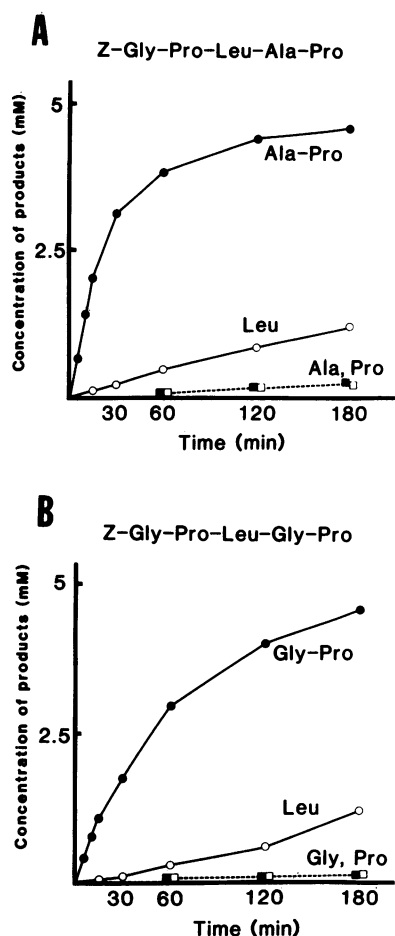 A
Z-Gly-Pro-Leu-Ala-Pro
Concentration of products (mM)
5
2.5
Ala-Pro
Leu
Ala, Pro
30 60 120 180
Time (min)
B
Z-Gly-Pro-Leu-Gly-Pro
Concentration of products (mM)
5
2.5
Gly-Pro
Leu
Gly, Pro
30 60 120 180
Time (min)